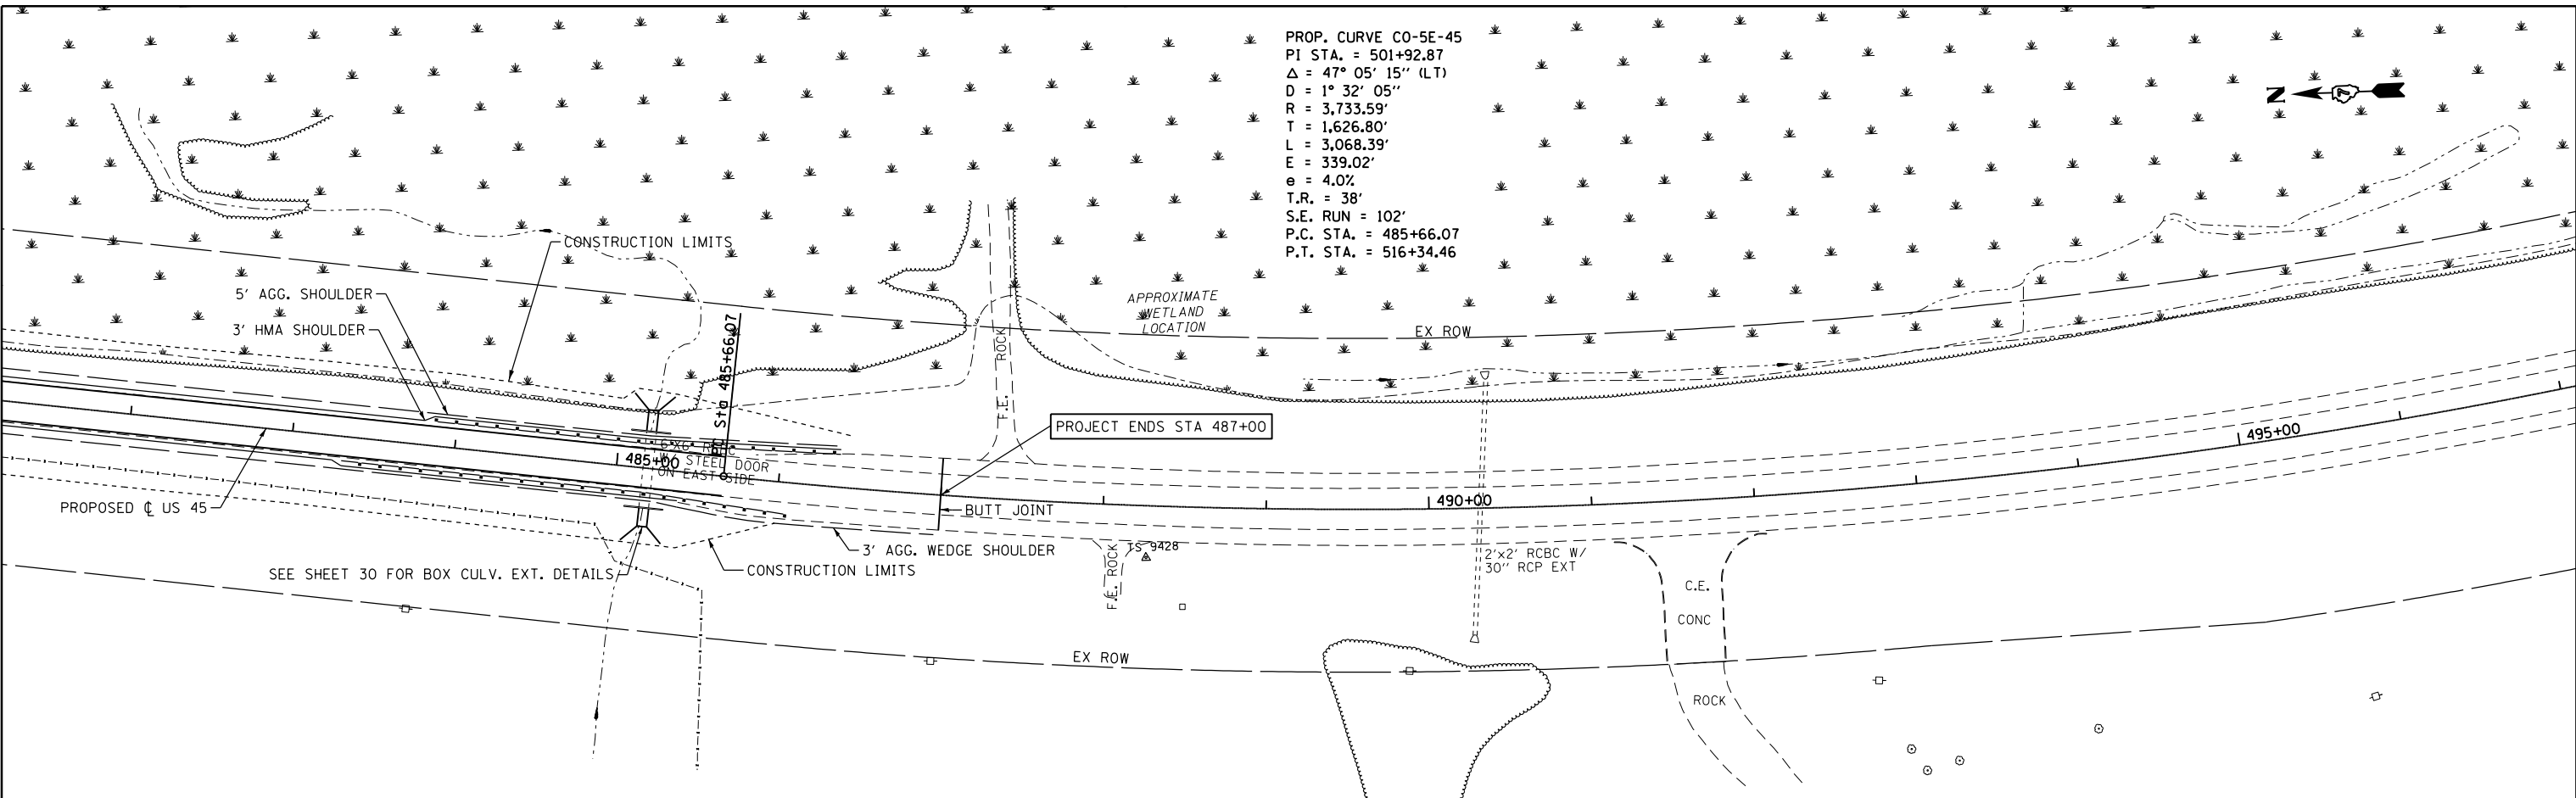 PROP. CURVE CO-5E-45
PI STA. = 501+92.87
Δ = 47° 05' 15'' (LT)
D = 1° 32' 05''
R = 3,733.59'
T = 1,626.80'
L = 3,068.39'
E = 339.02'
e = 4.0%
T.R. = 38'
S.E. RUN = 102'
P.C. STA. = 485+66.07
P.T. STA. = 516+34.46
N
CONSTRUCTION LIMITS
5' AGG. SHOULDER
3' HMA SHOULDER
APPROXIMATE
WETLAND
LOCATION
EX ROW
Sta 485+66.07
F.E. ROCK
PROJECT ENDS STA 487+00
495+00
485+00
W/ STEEL DOOR
ON EAST SIDE
490+00
PROPOSED ℄ US 45
BUTT JOINT
3' AGG. WEDGE SHOULDER
TS 9428
F.E. ROCK
2'x2' RCBC W/
30'' RCP EXT
SEE SHEET 30 FOR BOX CULV. EXT. DETAILS
CONSTRUCTION LIMITS
C.E.
CONC
EX ROW
ROCK